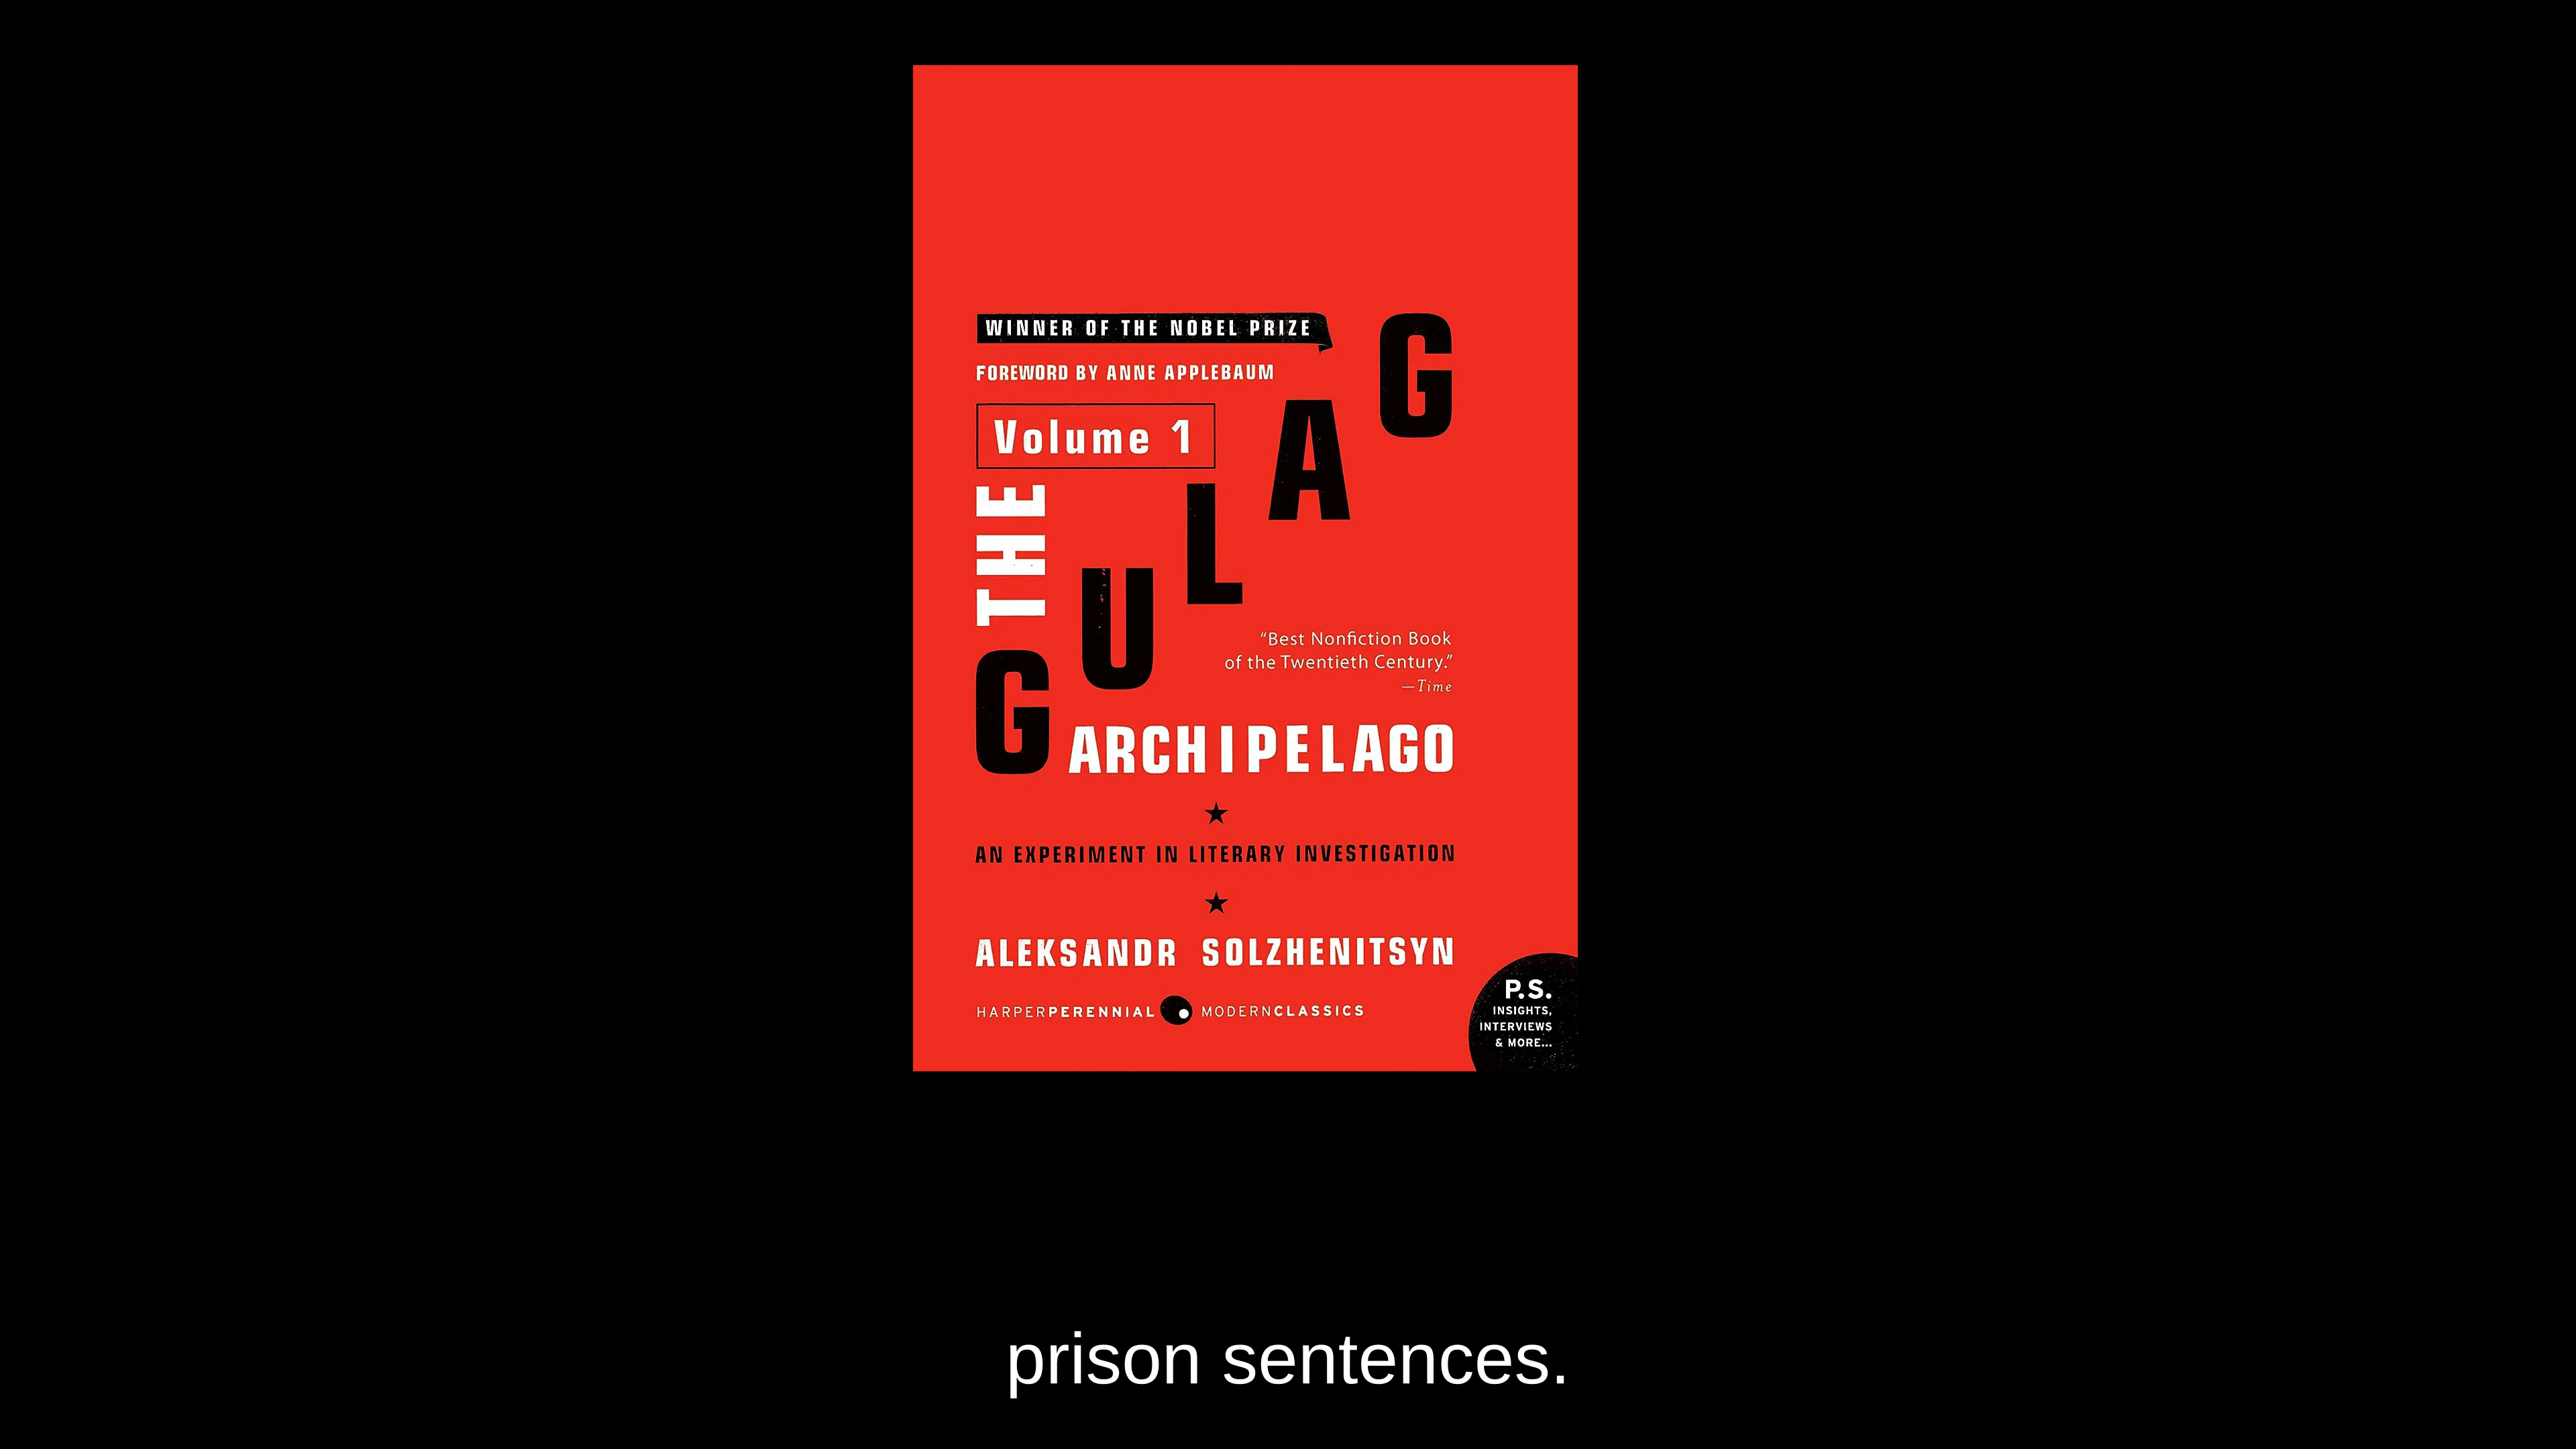 WINNER OF THE NOBEL PRIZE
FOREWORD BY ANNE APPLEBAUM
Volume 1
THE
GULAG
ARCHIPELAGO
“Best Nonfiction Book
of the Twentieth Century.”
—Time
AN EXPERIMENT IN LITERARY INVESTIGATION
ALEKSANDR SOLZHENITSYN
HARPERPERENNIAL MODERNCLASSICS
P.S.
INSIGHTS,
INTERVIEWS
& MORE...
prison sentences.